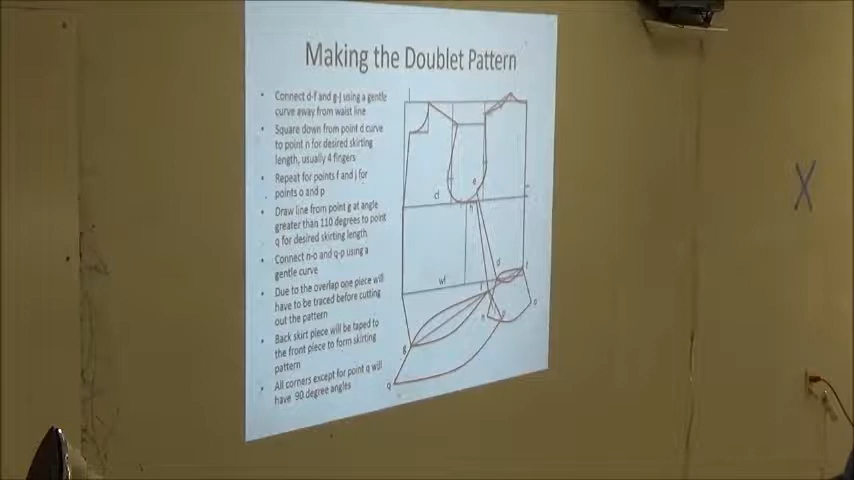 Making the Doublet Pattern
• Connect d-f and g-j using a gentle
curve away from waist line
• Square down from point d curve
to point n for desired skirting
length, usually 4 fingers
• Repeat for points f and j for
points o and p
• Draw line from point g at angle
greater than 110 degrees to point
q for desired skirting length
• Connect n-o and q-p using a
gentle curve
• Due to the overlap one piece will
have to be traced before cutting
out the pattern
• Back skirt piece will be taped to
the front piece to form skirting
pattern
• All corners except for point q will
have 90 degree angles
d
e
h
wl
d
f
g
n
o
q
X